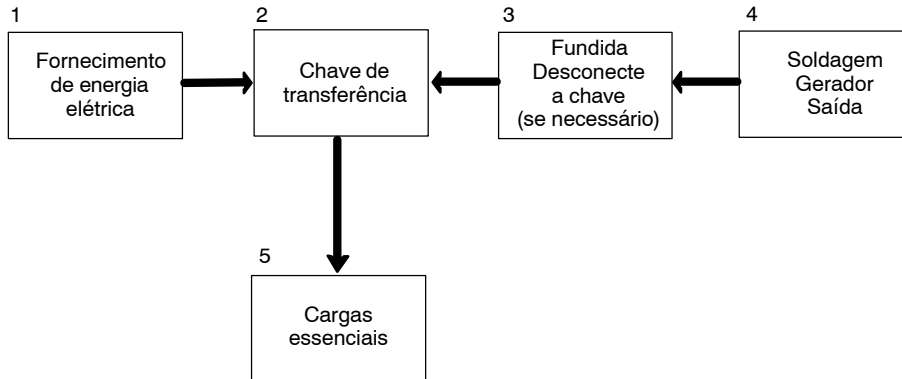 1
Fornecimento
de energia
elétrica
2
Chave de
transferência
3
Fundida
Desconecte
a chave
(se necessário)
4
Soldagem
Gerador
Saída
5
Cargas
essenciais